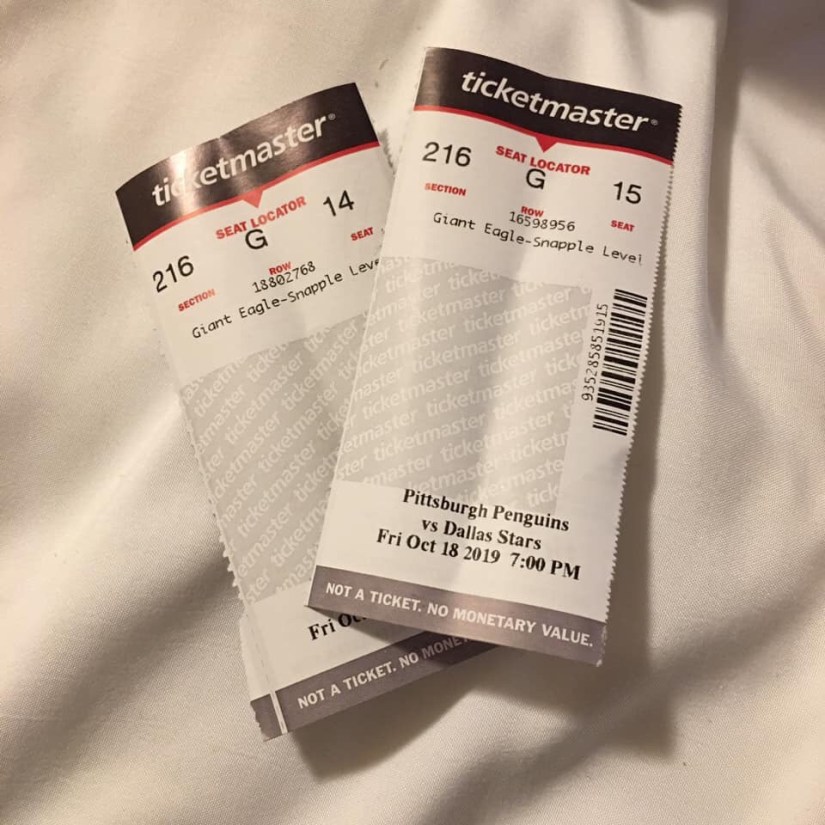 ticketmaster®
216 SEAT LOCATOR 14
SECTION G SEAT
ROW
18802768
Giant Eagle-Snapple
Fri
NOT A TICKET. NO
ticketmaster®
216 SEAT LOCATOR 15
SECTION G SEAT
ROW
16598956
Giant Eagle-Snapple Level
935285851915
Pittsburgh Penguins
vs Dallas Stars
Fri Oct 18 2019 7:00 PM
NOT A TICKET. NO MONETARY VALUE.